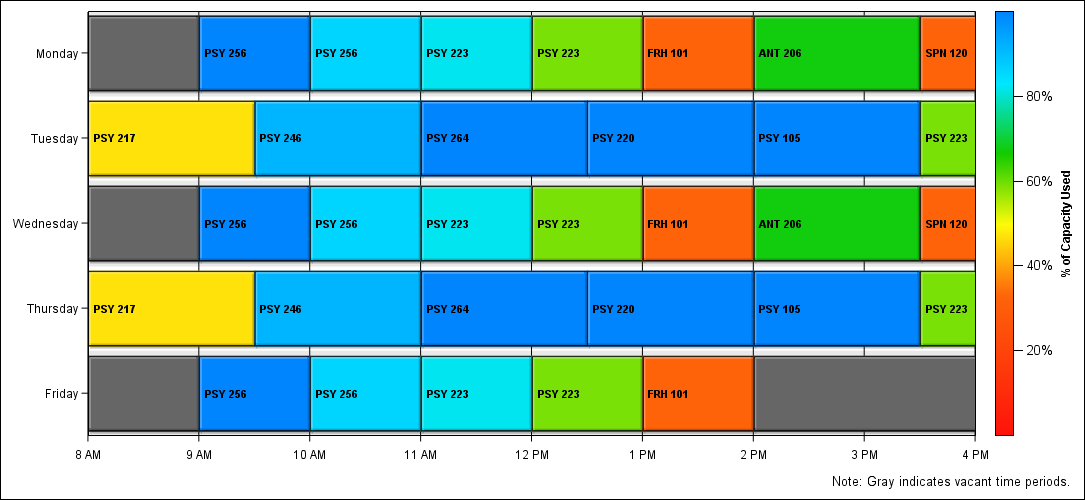 Monday
PSY 256
PSY 256
PSY 223
PSY 223
FRH 101
ANT 206
SPN 120
Tuesday
PSY 217
PSY 246
PSY 264
PSY 220
PSY 105
PSY 223
Wednesday
PSY 256
PSY 256
PSY 223
PSY 223
FRH 101
ANT 206
SPN 120
Thursday
PSY 217
PSY 246
PSY 264
PSY 220
PSY 105
PSY 223
Friday
PSY 256
PSY 256
PSY 223
PSY 223
FRH 101
8 AM
9 AM
10 AM
11 AM
12 PM
1 PM
2 PM
3 PM
4 PM
80%
60%
40%
20%
% of Capacity Used
Note: Gray indicates vacant time periods.